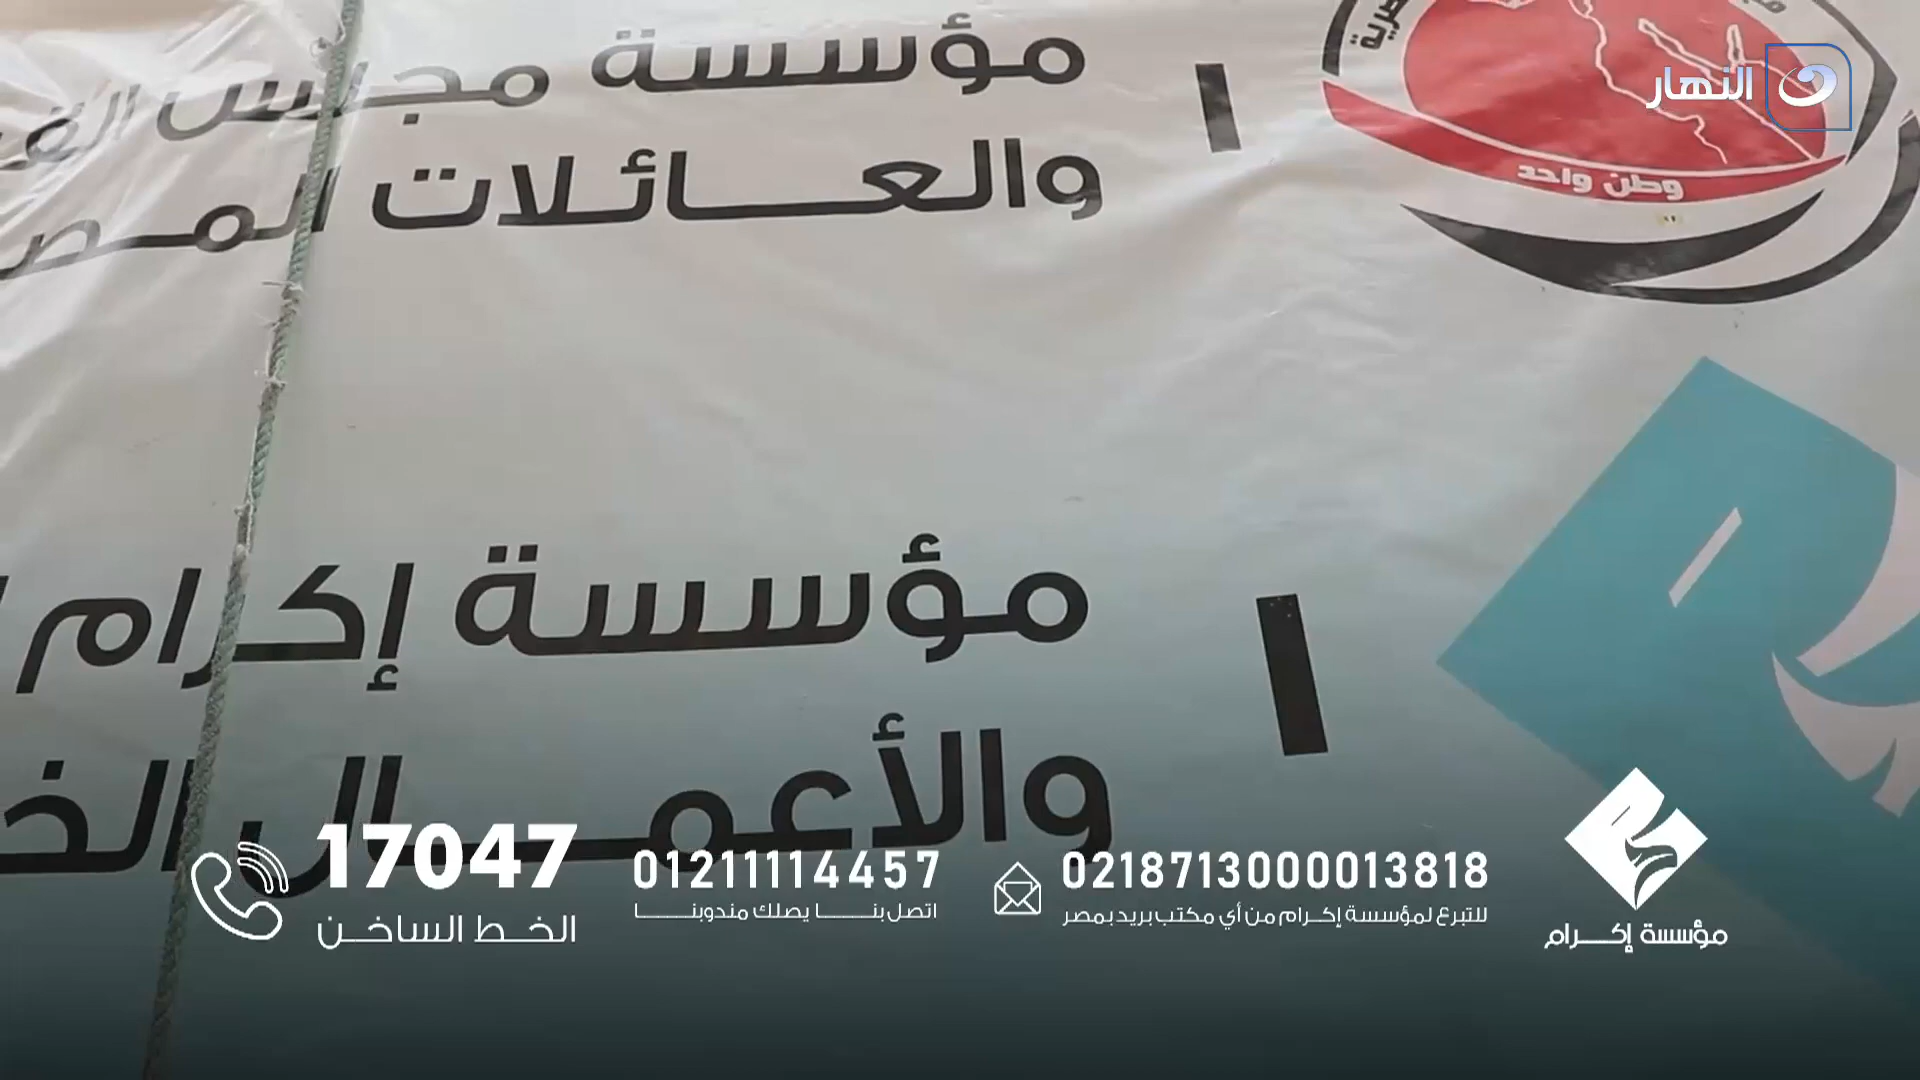 النهار
وطن واحد
مؤسسة مجلس
والعائلات
مؤسسة إكرام
والأعمال
17047
الخط الساخن
01211114457
اتصل بنا يصلك مندوبنا
0218713000013818
للتبرع لمؤسسة إكرام من أي مكتب بريد بمصر
مؤسسة إكرام